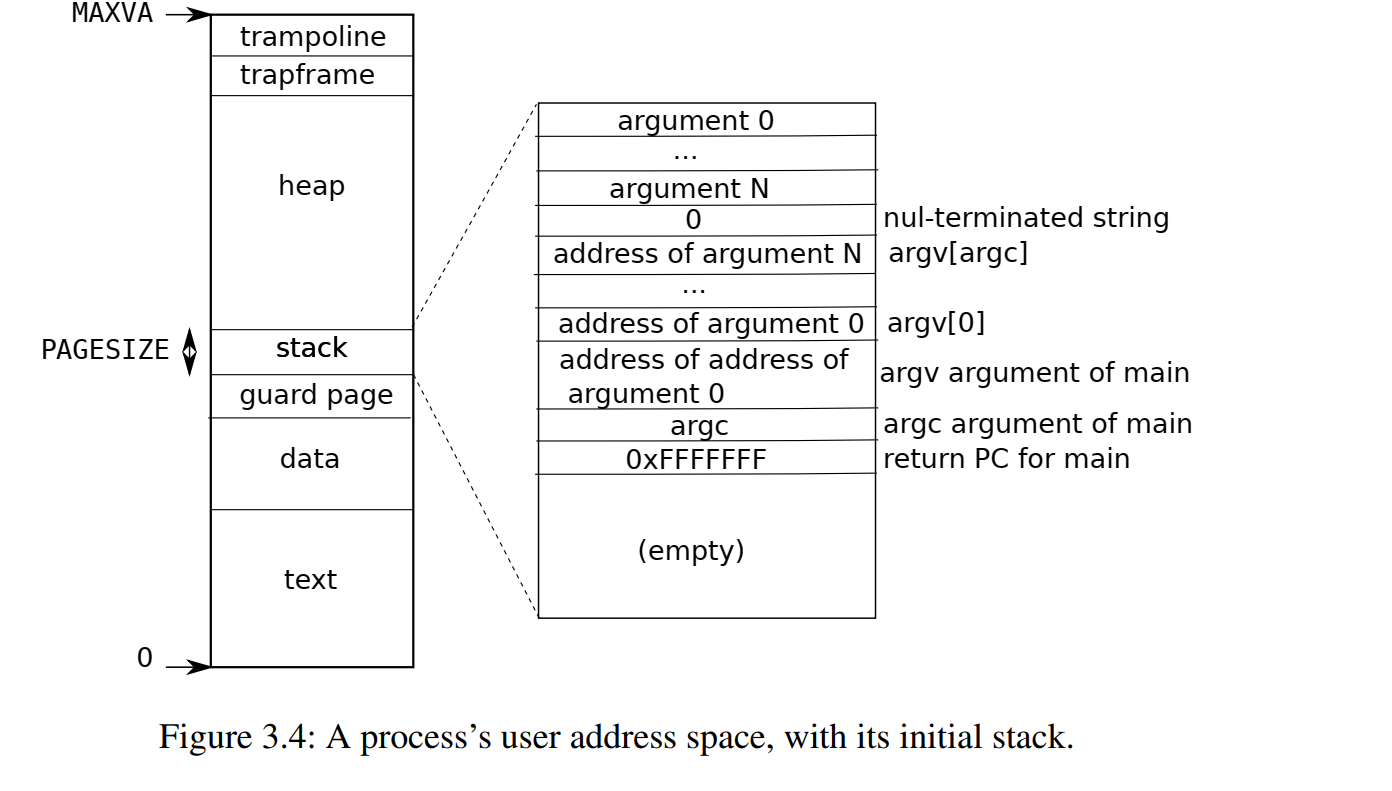 MAXVA
trampoline
trapframe
heap
PAGESIZE
stack
guard page
data
text
0
argument 0
...
argument N
0
nul-terminated string
address of argument N
argv[argc]
...
address of argument 0
argv[0]
address of address of
argument 0
argv argument of main
argc
argc argument of main
0xFFFFFFF
return PC for main
(empty)
Figure 3.4: A process’s user address space, with its initial stack.